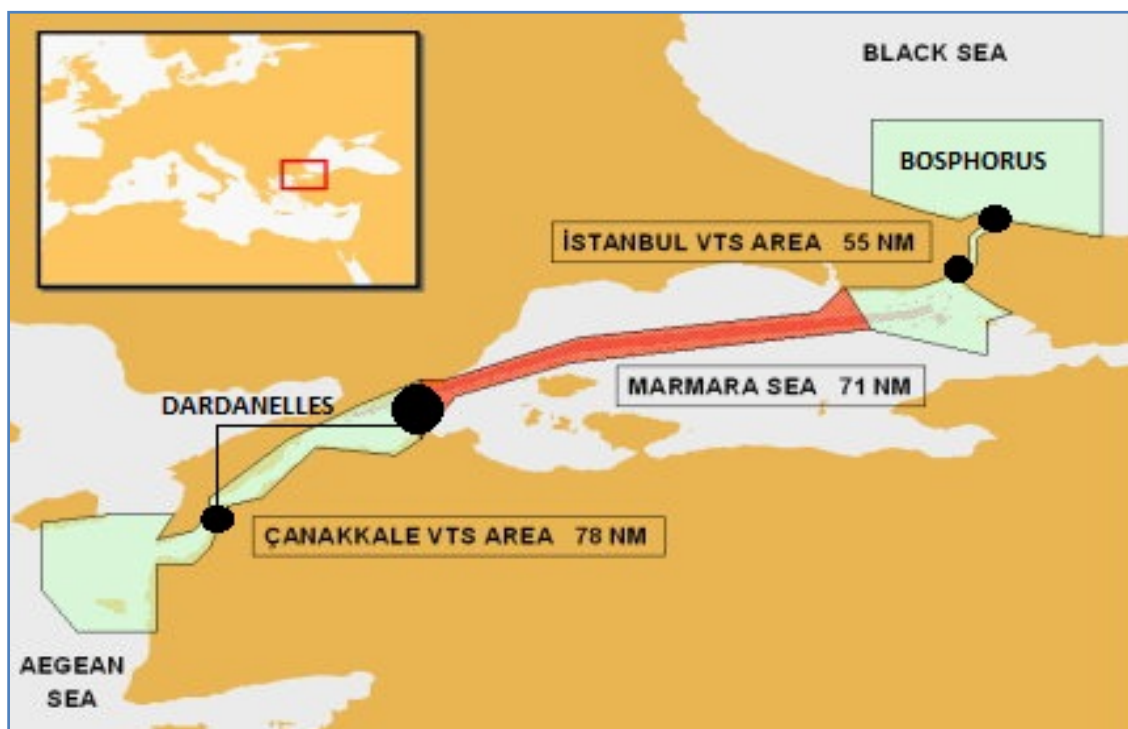 BLACK SEA
BOSPHORUS
İSTANBUL VTS AREA 55 NM
MARMARA SEA 71 NM
DARDANELLES
ÇANAKKALE VTS AREA 78 NM
AEGEAN
SEA